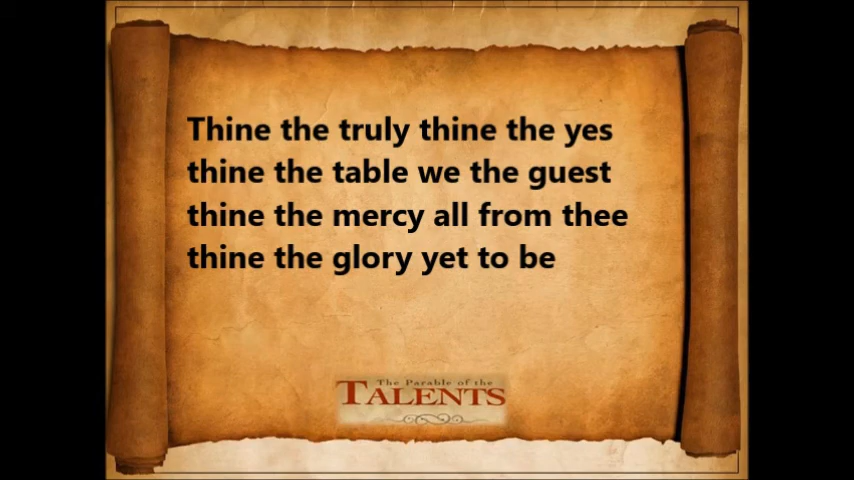 Thine the truly thine the yes
thine the table we the guest
thine the mercy all from thee
thine the glory yet to be
The Parable of the
TALENTS